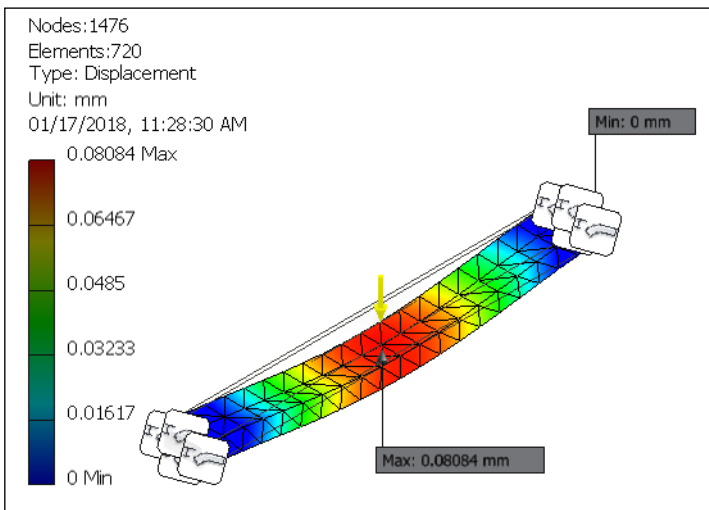 Nodes:1476
Elements:720
Type: Displacement
Unit: mm
01/17/2018, 11:28:30 AM
0.08084 Max
0.06467
0.0485
0.03233
0.01617
0 Min
Min: 0 mm
Max: 0.08084 mm